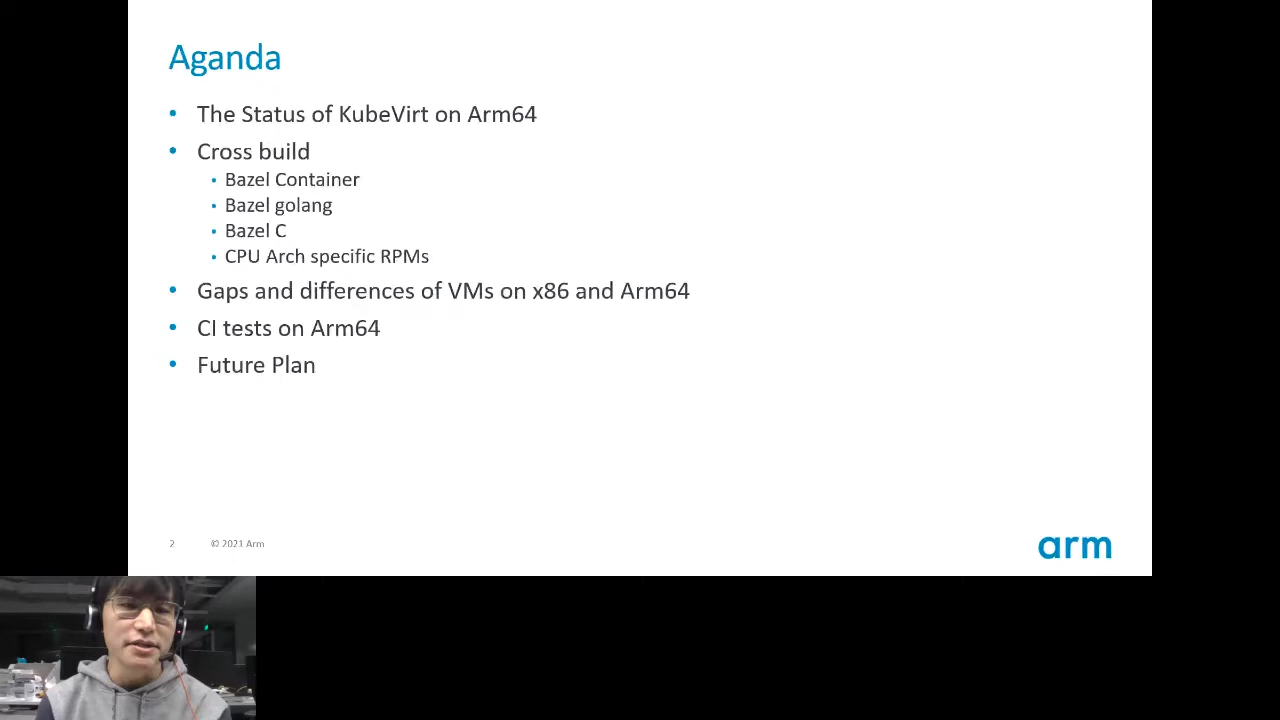 Aganda
• The Status of KubeVirt on Arm64
• Cross build
• Bazel Container
• Bazel golang
• Bazel C
• CPU Arch specific RPMs
• Gaps and differences of VMs on x86 and Arm64
• CI tests on Arm64
• Future Plan
2 © 2021 Arm
arm